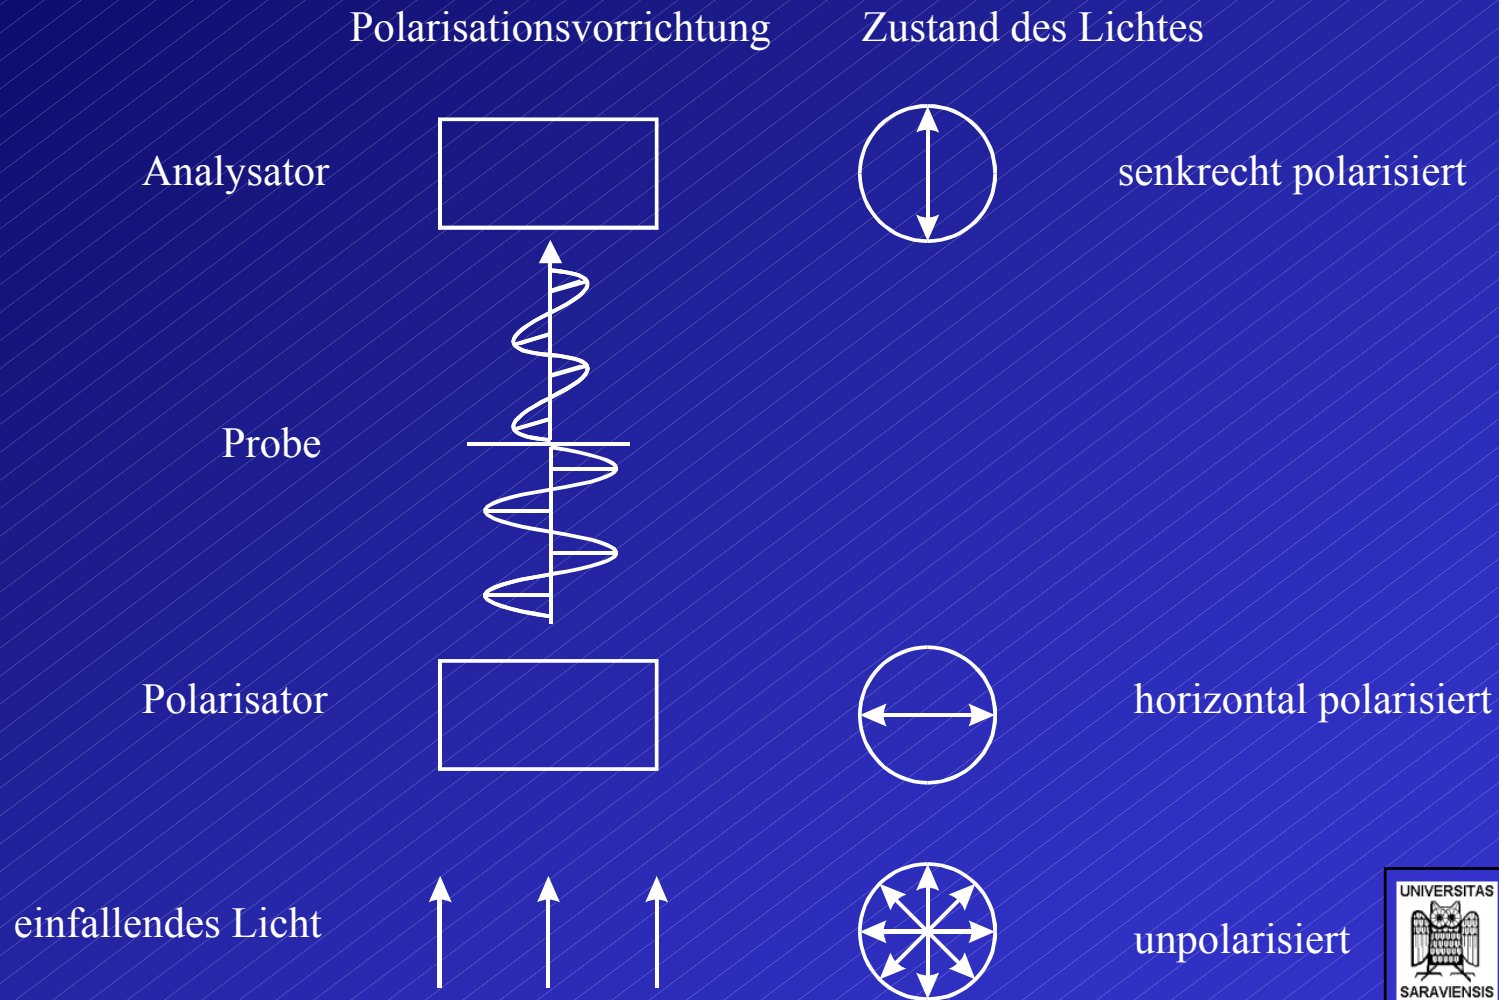 Polarisationsvorrichtung
Zustand des Lichtes
Analysator
senkrecht polarisiert
Probe
Polarisator
horizontal polarisiert
einfallendes Licht
unpolarisiert
UNIVERSITAS
SARAVIENSIS